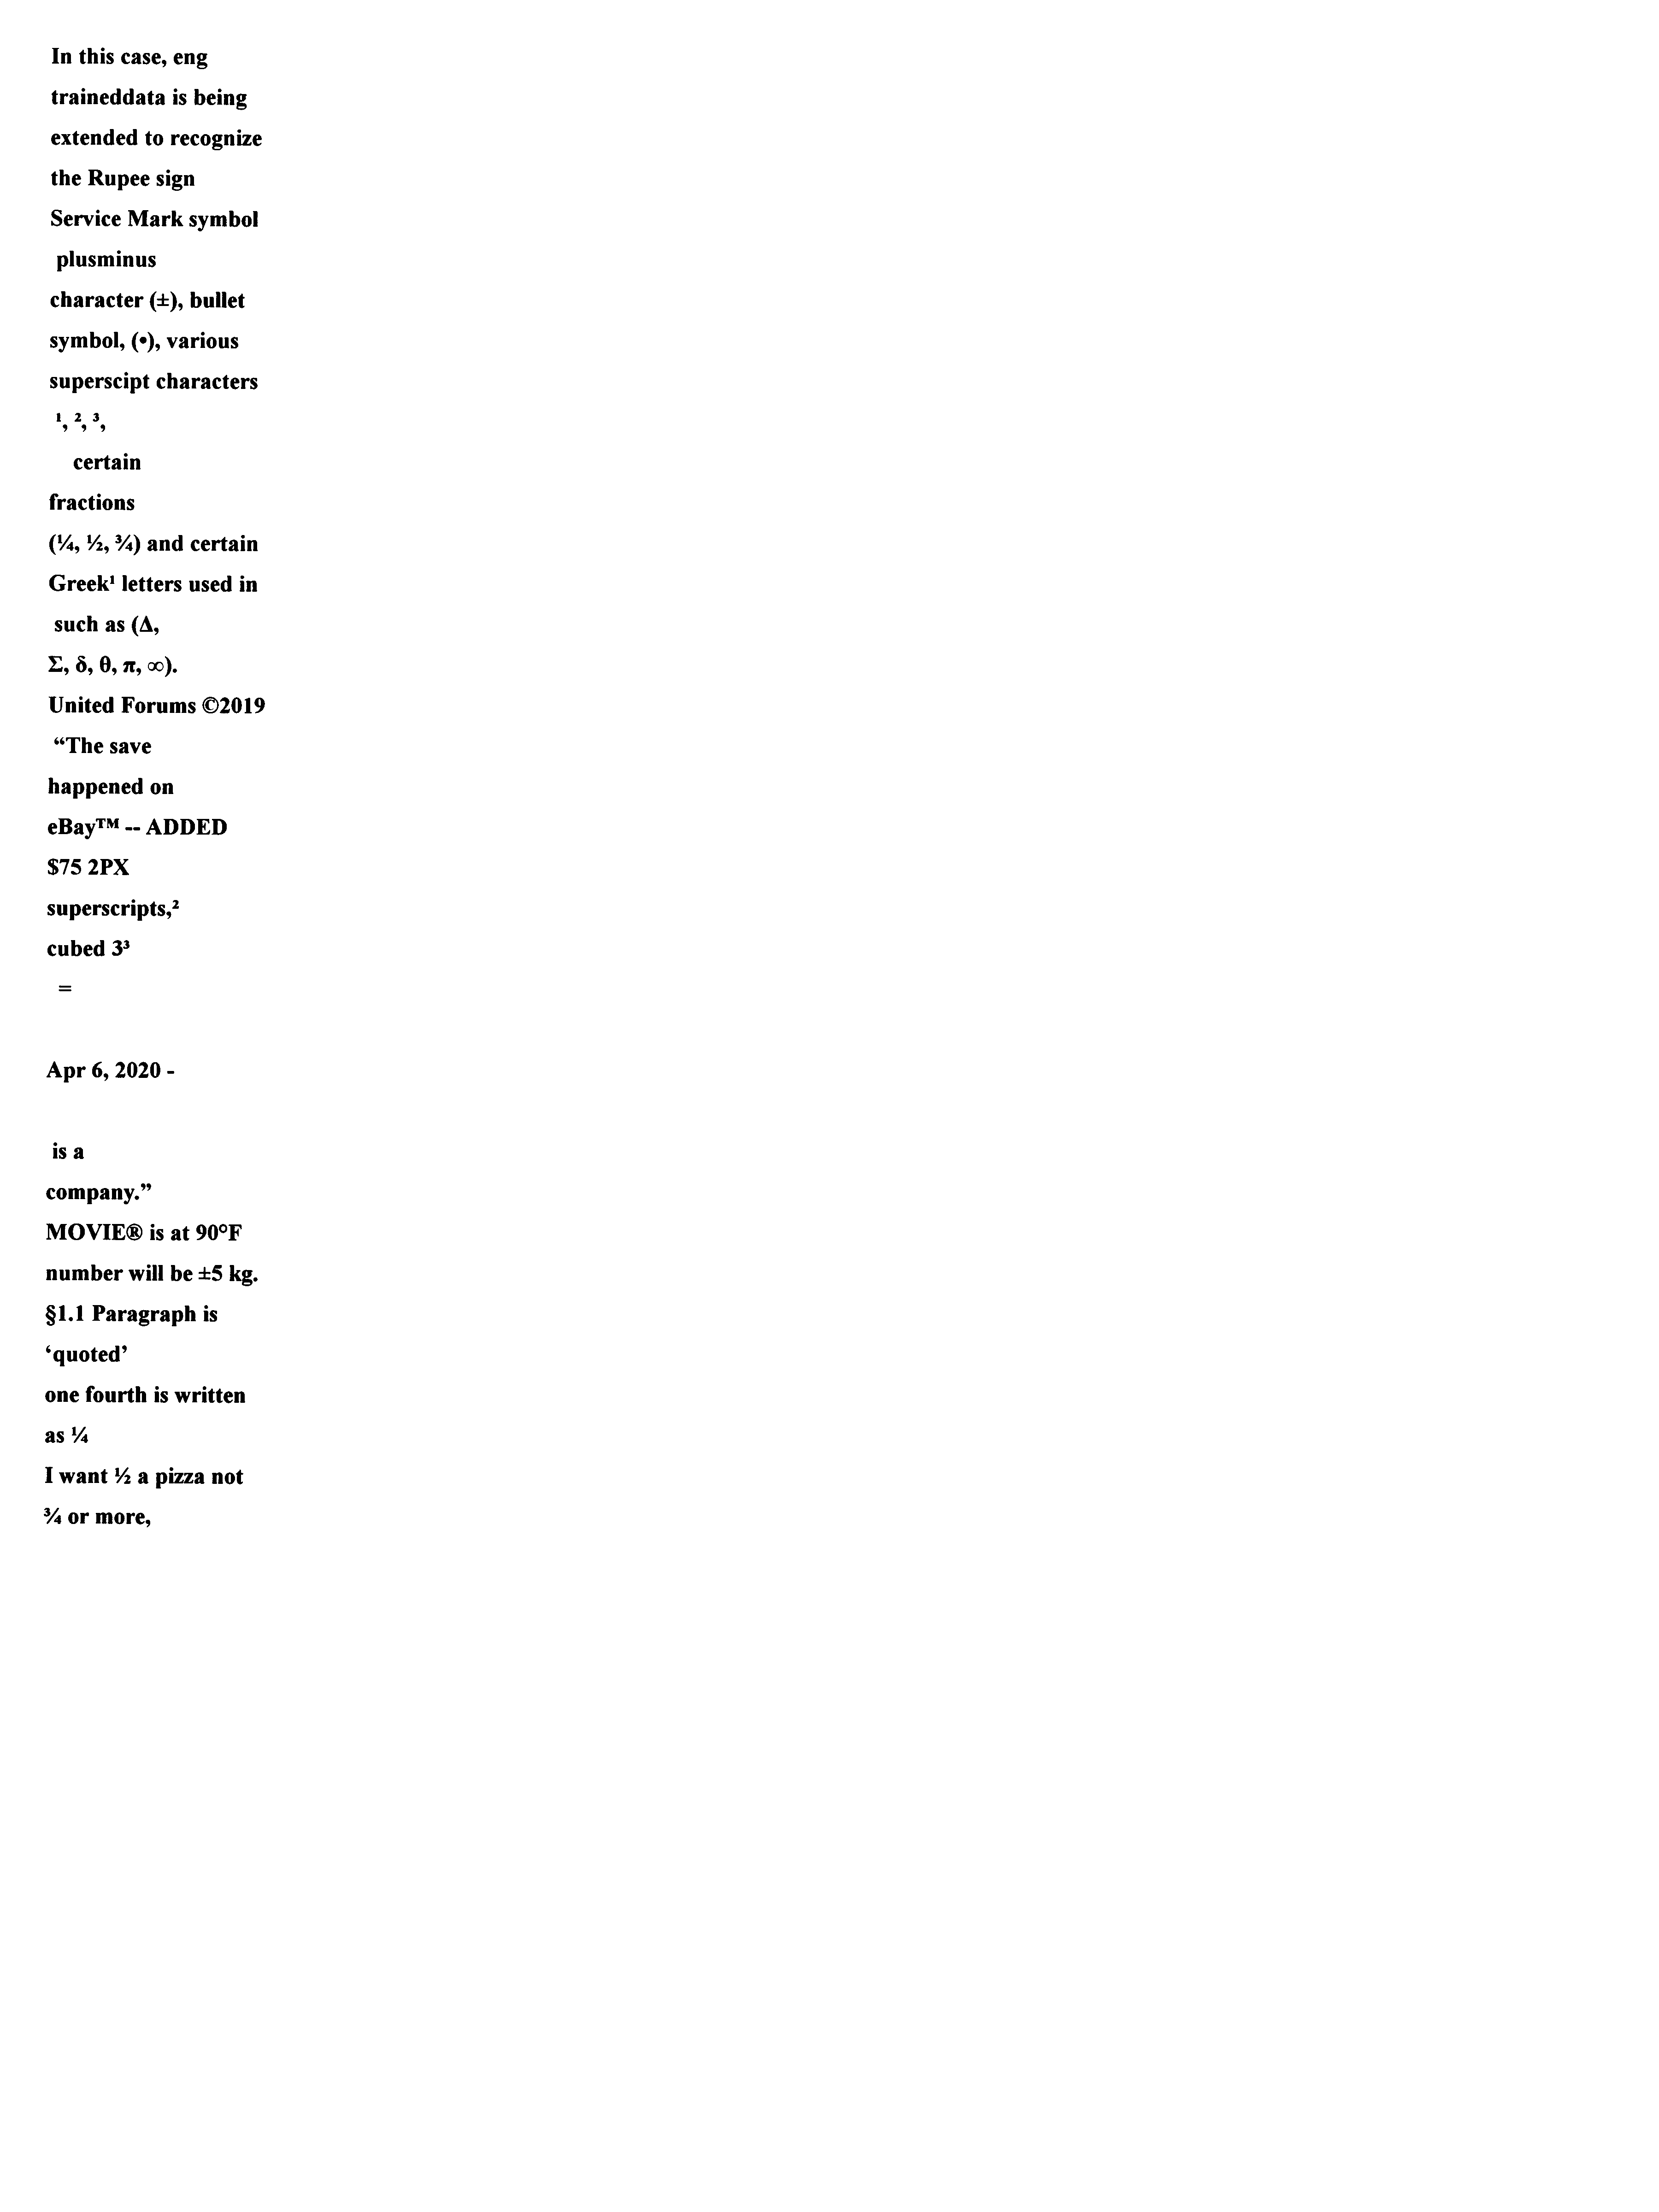 In this case, eng
traineddata is being
extended to recognize
the Rupee sign
Service Mark symbol
plusminus
character (±), bullet
symbol, (•), various
superscipt characters
¹, ², ³,
certain
fractions
(¼, ½, ¾) and certain
Greek¹ letters used in
such as (Δ,
Σ, δ, θ, π, ∞).
United Forums ©2019
“The save
happened on
eBay™ -- ADDED
$75 2PX
superscripts,²
cubed 3³
=
Apr 6, 2020 -
is a
company.”
MOVIE® is at 90°F
number will be ±5 kg.
§1.1 Paragraph is
‘quoted’
one fourth is written
as ¼
I want ½ a pizza not
¾ or more,